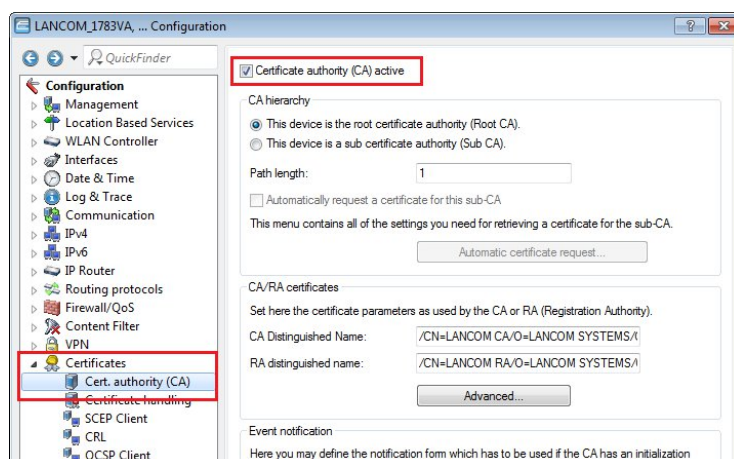 LANCOM_1783VA, ... Configuration
QuickFinder
Configuration
Management
Location Based Services
WLAN Controller
Interfaces
Date & Time
Log & Trace
Communication
IPv4
IPv6
IP Router
Routing protocols
Firewall/QoS
Content Filter
VPN
Certificates
Cert. authority (CA)
Certificate handling
SCEP Client
CRL
OCSP Client
Certificate authority (CA) active
CA hierarchy
This device is the root certificate authority (Root CA).
This device is a sub certificate authority (Sub CA).
Path length: 1
Automatically request a certificate for this sub-CA
This menu contains all of the settings you need for retrieving a certificate for the sub-CA.
Automatic certificate request...
CA/RA certificates
Set here the certificate parameters as used by the CA or RA (Registration Authority).
CA Distinguished Name: /CN=LANCOM CA/O=LANCOM SYSTEMS/
RA distinguished name: /CN=LANCOM RA/O=LANCOM SYSTEMS/
Advanced...
Event notification
Here you may define the notification form which has to be used if the CA has an initialization